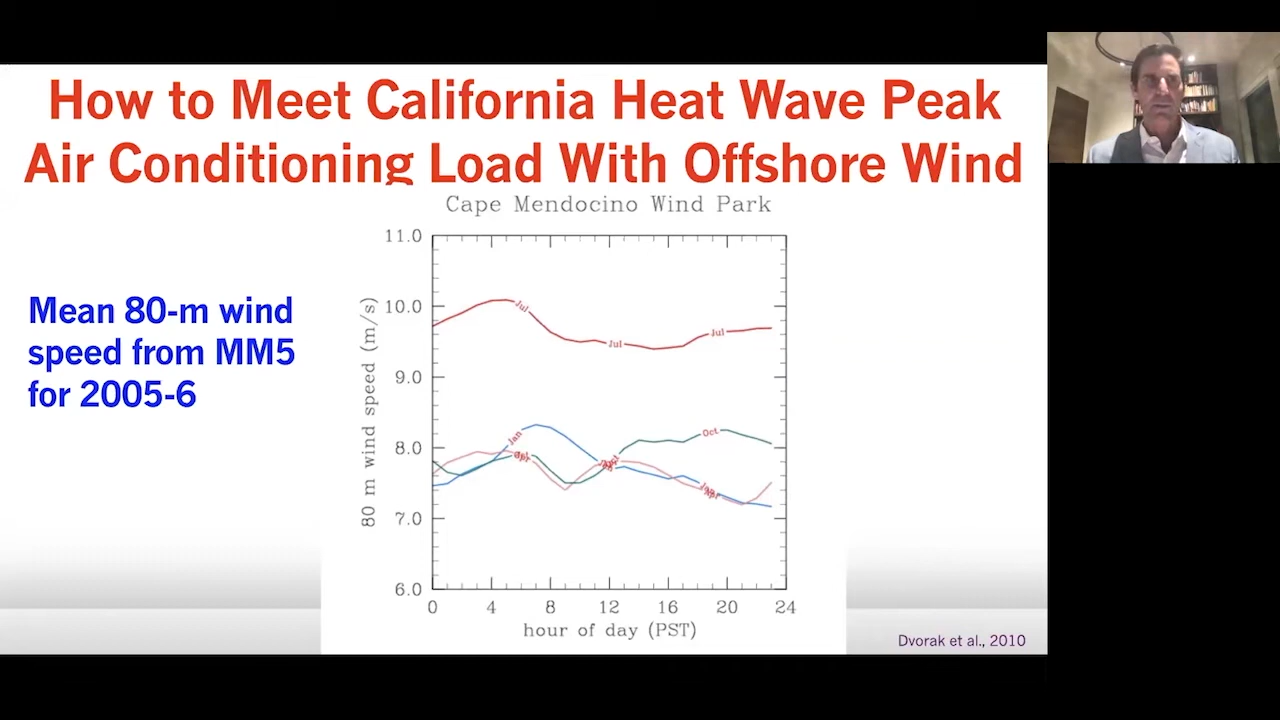 How to Meet California Heat Wave Peak
Air Conditioning Load With Offshore Wind
Cape Mendocino Wind Park
Mean 80-m wind
speed from MM5
for 2005-6
80 m wind speed (m/s)
11.0
10.0
9.0
8.0
7.0
6.0
Jul
Jul
Jul
Jan
Oct
Jan
Apr
0 4 8 12 16 20 24
hour of day (PST)
Dvorak et al., 2010